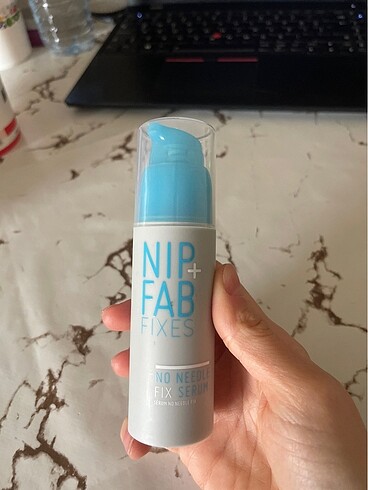 NIP+
FAB
FIXES
NO NEEDLE
FIX SERUM